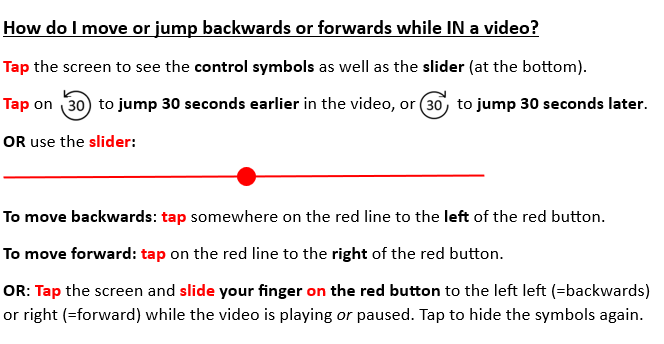 How do I move or jump backwards or forwards while IN a video?
Tap the screen to see the control symbols as well as the slider (at the bottom).
Tap on 30 to jump 30 seconds earlier in the video, or 30 to jump 30 seconds later.
OR use the slider:
To move backwards: tap somewhere on the red line to the left of the red button.
To move forward: tap on the red line to the right of the red button.
OR: Tap the screen and slide your finger on the red button to the left left (=backwards)
or right (=forward) while the video is playing or paused. Tap to hide the symbols again.